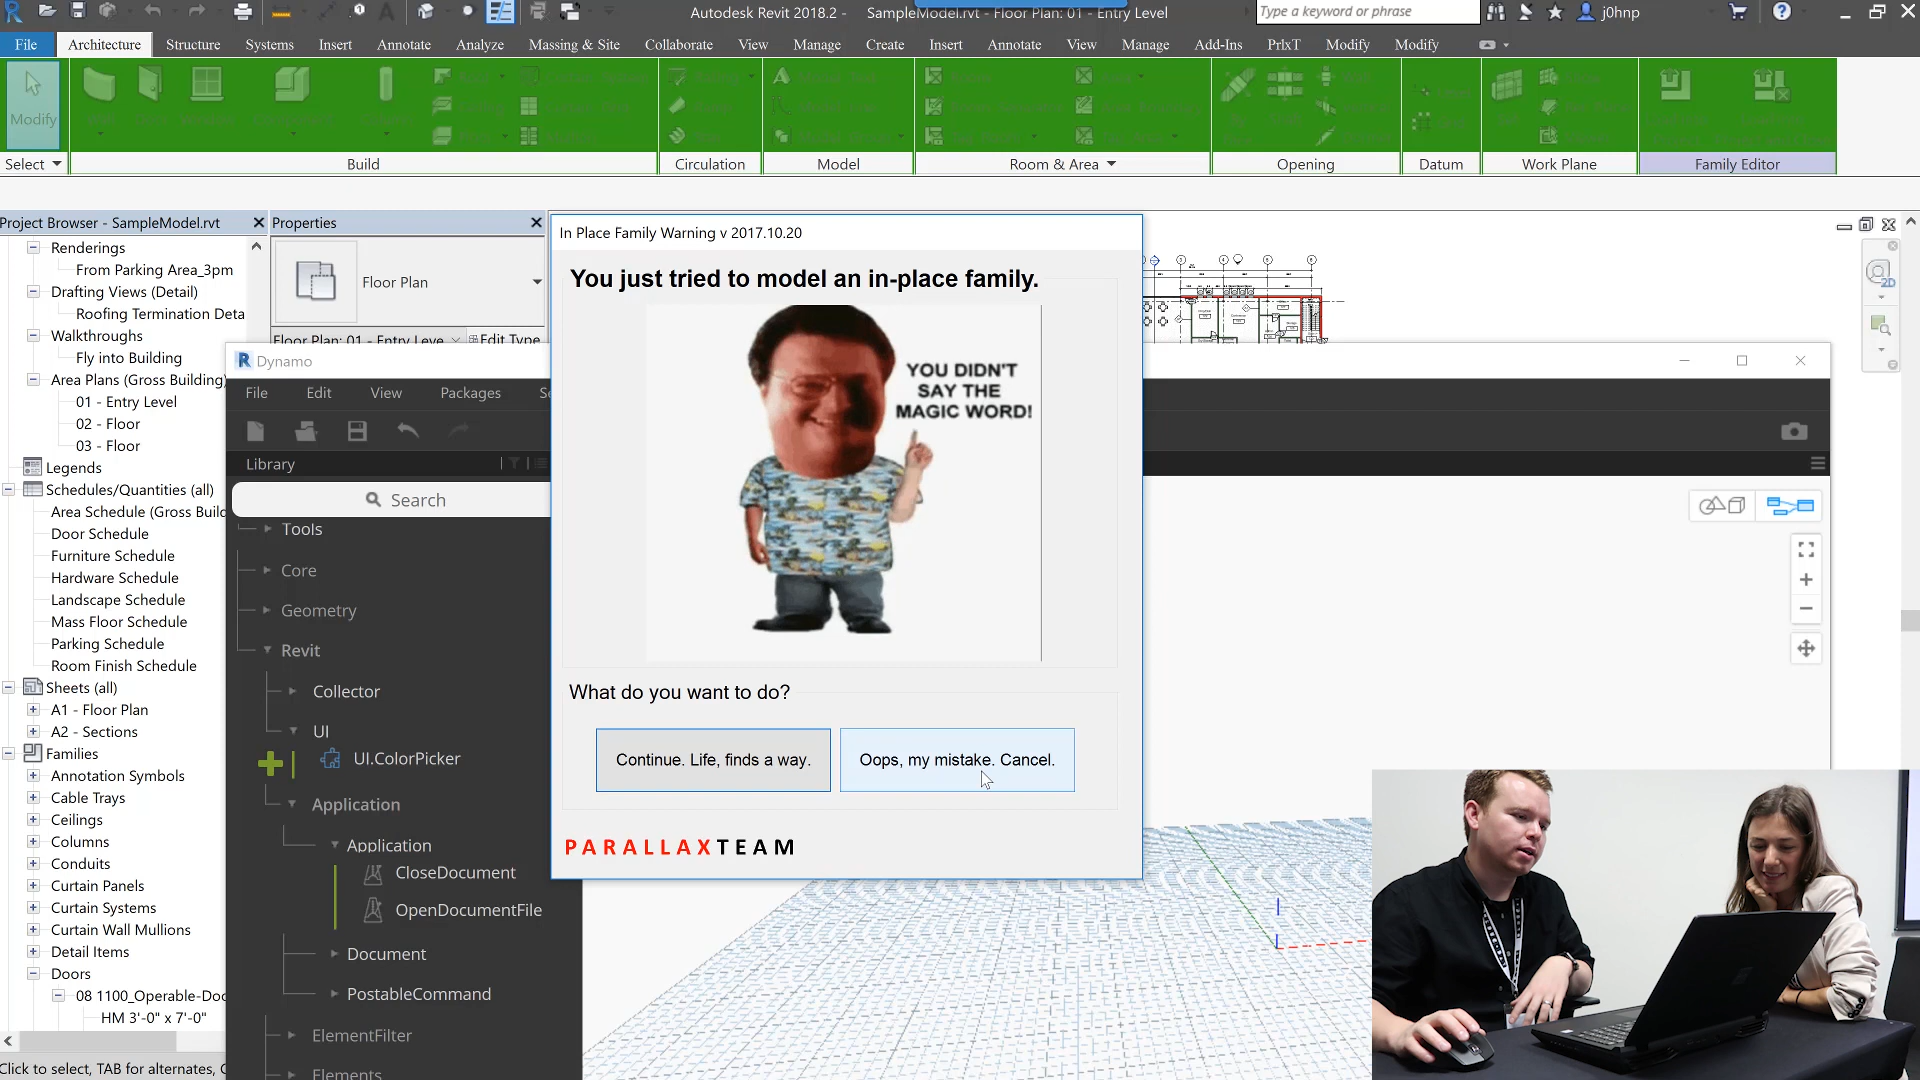 Autodesk Revit 2018.2 - SampleModel.rvt - Floor Plan: 01 - Entry Level
Type a keyword or phrase
j0hnp
File Architecture Structure Systems Insert Annotate Analyze Massing & Site Collaborate View Manage Create Insert Annotate View Manage Add-Ins PrlxT Modify Modify
Modify
Select Build Circulation Model Room & Area Opening Datum Work Plane Family Editor
Project Browser - SampleModel.rvt
Renderings
From Parking Area_3pm
Drafting Views (Detail)
Roofing Termination Deta
Walkthroughs
Fly into Building
Area Plans (Gross Building)
01 - Entry Level
02 - Floor
03 - Floor
Legends
Schedules/Quantities (all)
Area Schedule (Gross Builc
Door Schedule
Furniture Schedule
Hardware Schedule
Landscape Schedule
Mass Floor Schedule
Parking Schedule
Room Finish Schedule
Sheets (all)
A1 - Floor Plan
A2 - Sections
Families
Annotation Symbols
Cable Trays
Ceilings
Columns
Conduits
Curtain Panels
Curtain Systems
Curtain Wall Mullions
Detail Items
Doors
08 1100_Operable-Doo
HM 3'-0" x 7'-0"
Click to select, TAB for alternates, C
Properties
Floor Plan
Floor Plan: 01 - Entry Leve
Edit Type
Dynamo
File Edit View Packages Se
Library
Search
Tools
Core
Geometry
Revit
Collector
UI
UI.ColorPicker
Application
Application
CloseDocument
OpenDocumentFile
Document
PostableCommand
ElementFilter
Elements
In Place Family Warning v 2017.10.20
You just tried to model an in-place family.
YOU DIDN'T
SAY THE
MAGIC WORD!
What do you want to do?
Continue. Life, finds a way.
Oops, my mistake. Cancel.
PARALLAXTEAM
2D